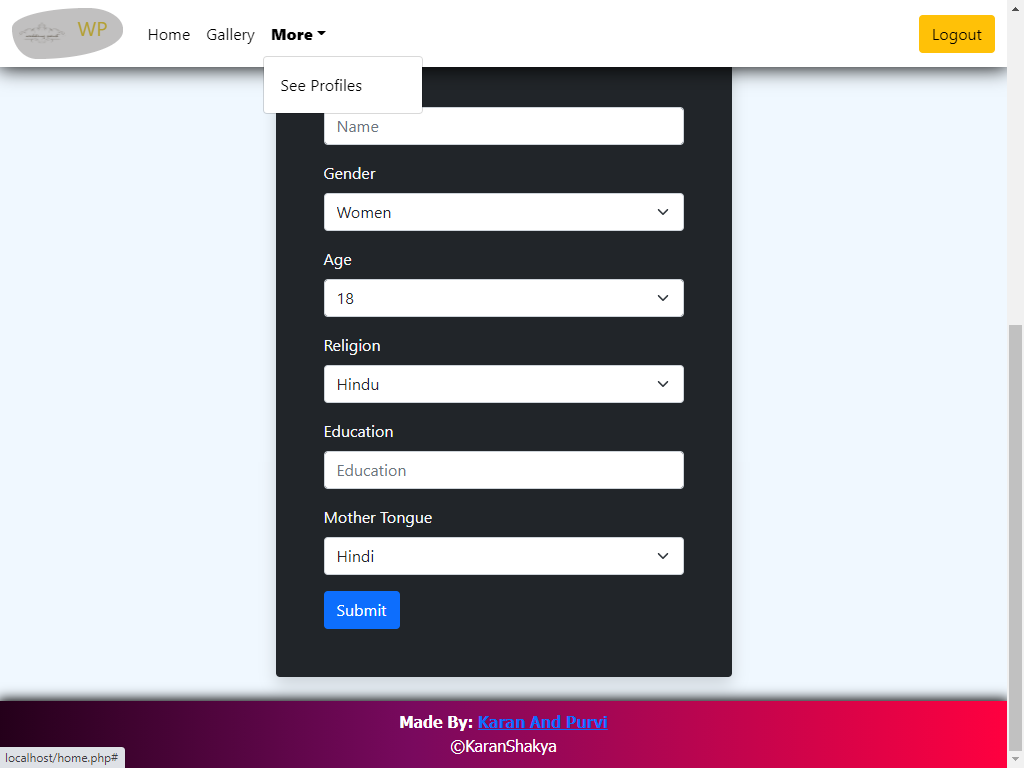 WP
Home
Gallery
More
Logout
See Profiles
Name
Gender
Women
Age
18
Religion
Hindu
Education
Education
Mother Tongue
Hindi
Submit
Made By: Karan And Purvi
©KaranShakya
localhost/home.php#